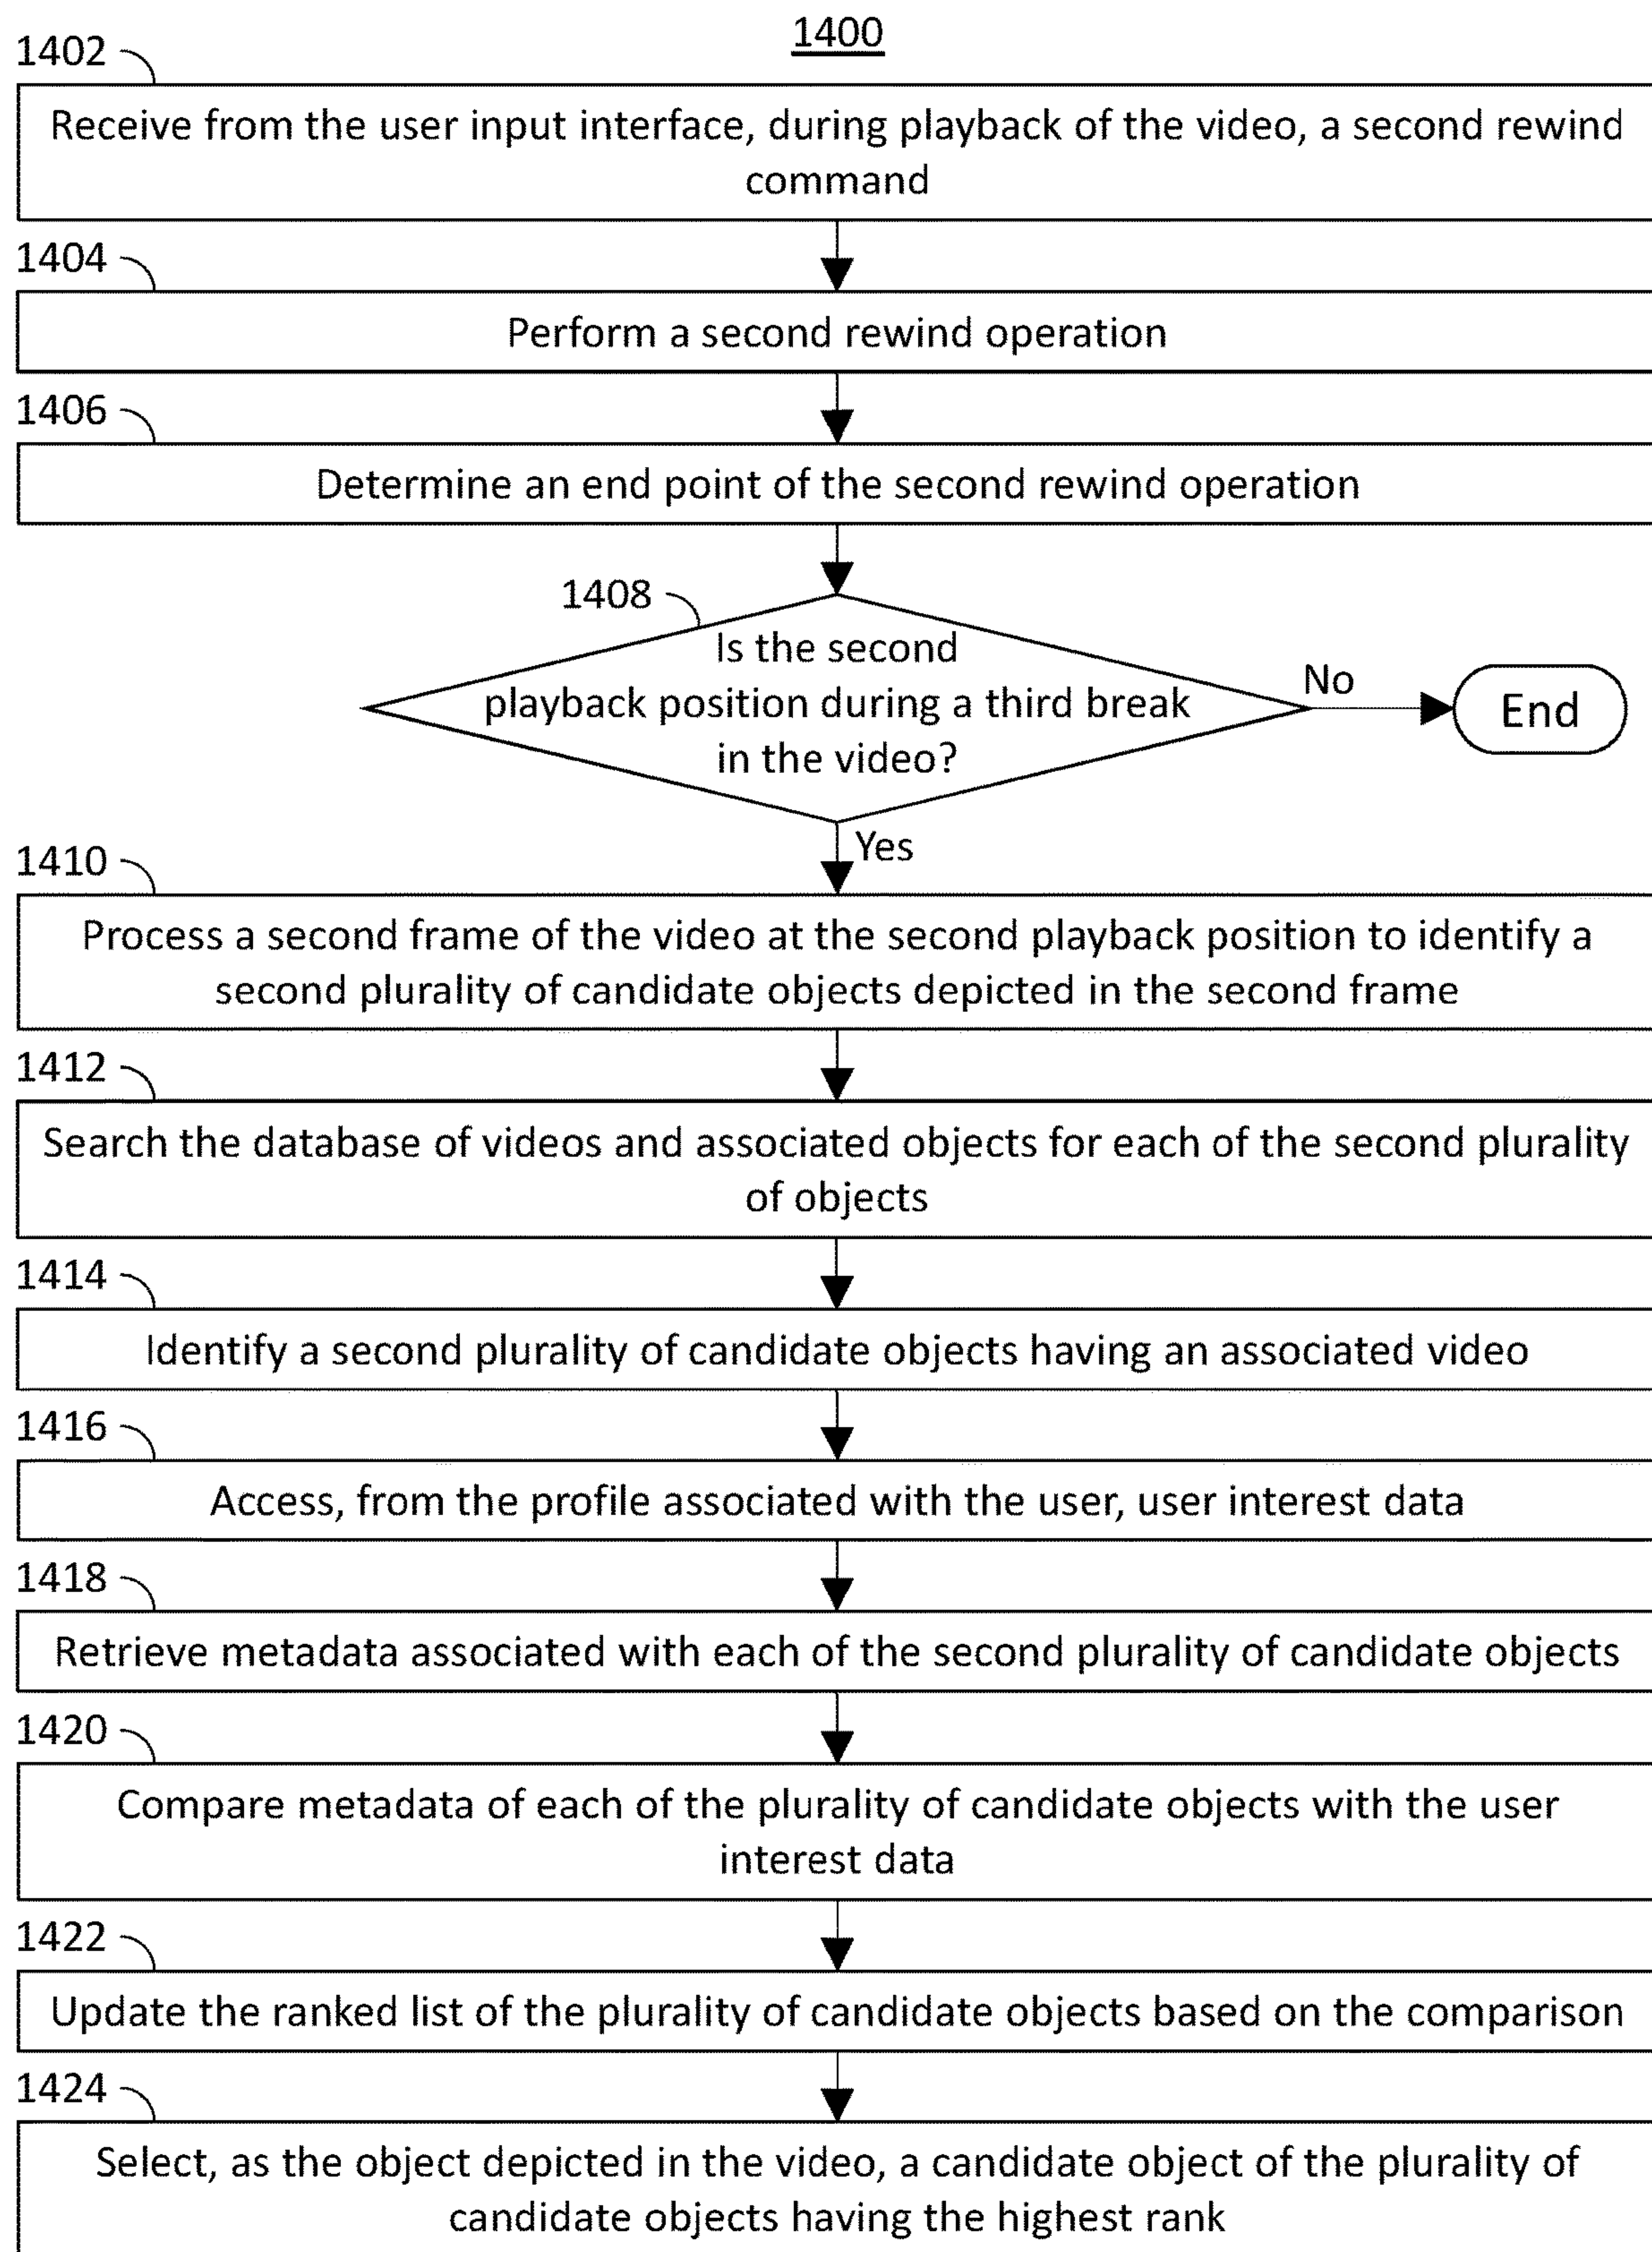 1400
1402
Receive from the user input interface, during playback of the video, a second rewind
command
1404
Perform a second rewind operation
1406
Determine an end point of the second rewind operation
1408
Is the second
playback position during a third break
in the video?
No
End
Yes
1410
Process a second frame of the video at the second playback position to identify a
second plurality of candidate objects depicted in the second frame
1412
Search the database of videos and associated objects for each of the second plurality
of objects
1414
Identify a second plurality of candidate objects having an associated video
1416
Access, from the profile associated with the user, user interest data
1418
Retrieve metadata associated with each of the second plurality of candidate objects
1420
Compare metadata of each of the plurality of candidate objects with the user
interest data
1422
Update the ranked list of the plurality of candidate objects based on the comparison
1424
Select, as the object depicted in the video, a candidate object of the plurality of
candidate objects having the highest rank